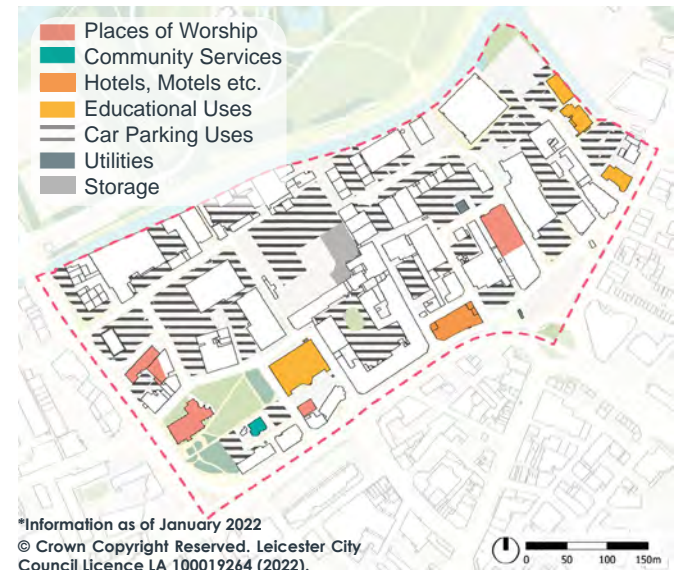 Places of Worship
Community Services
Hotels, Motels etc.
Educational Uses
Car Parking Uses
Utilities
Storage
*Information as of January 2022
© Crown Copyright Reserved. Leicester City
Council Licence LA 100019264 (2022).
0 50 100 150m